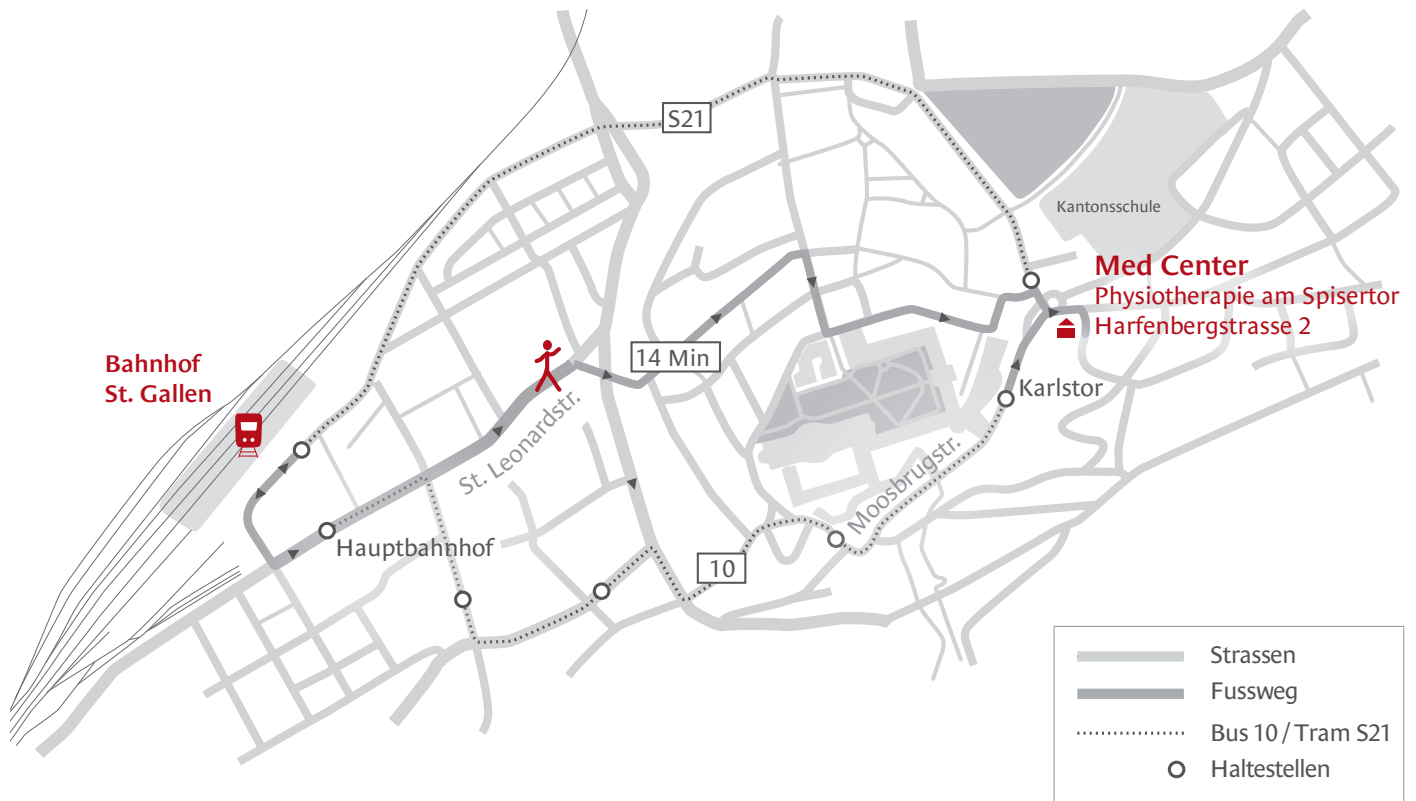 S21
Kantonsschule
Med Center
Physiotherapie am Spisertor
Harfenbergstrasse 2
Bahnhof
St. Gallen
14 Min
Karlstor
St. Leonardstr.
Moosbrugstr.
Hauptbahnhof
10
Strassen
Fussweg
Bus 10 / Tram S21
Haltestellen